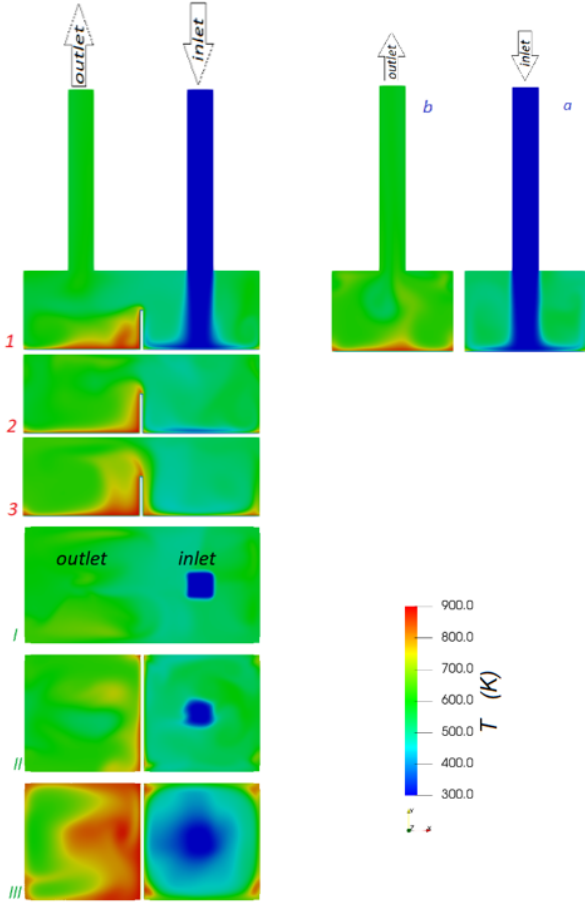 outlet
inlet
outlet
inlet
b
a
1
2
3
outlet
inlet
I
II
III
900.0
800.0
700.0
600.0
500.0
400.0
300.0
T (K)
Y
Z
X